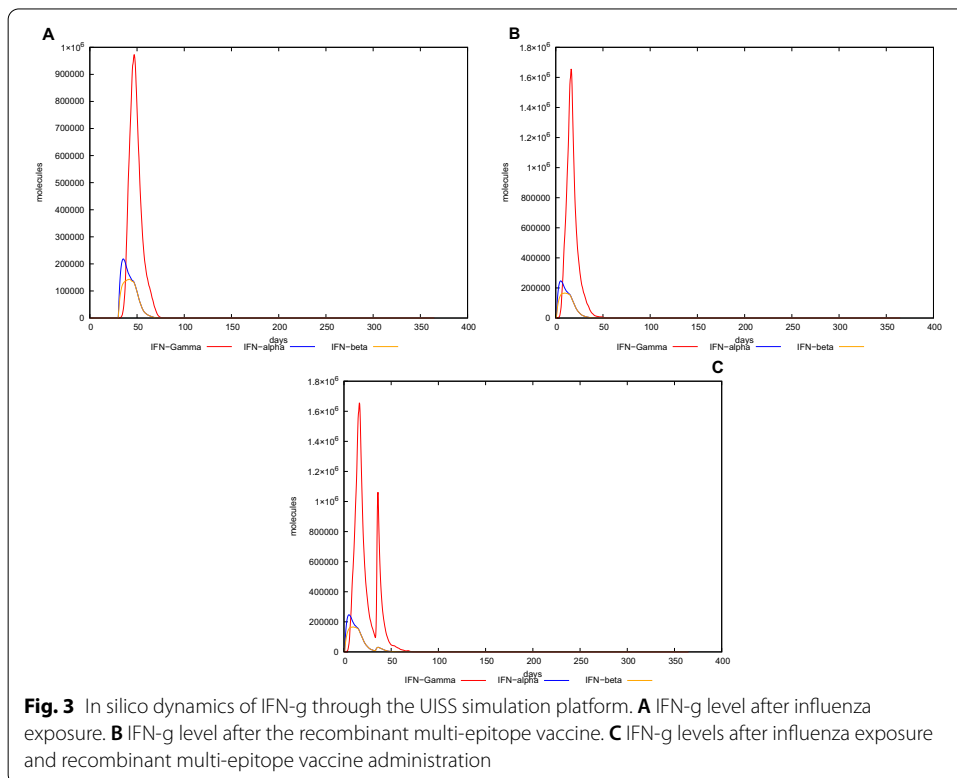 A
1×10⁶
900000
800000
700000
600000
500000
400000
300000
200000
100000
0
molecules
0 50 100 150 200 250 300 350 400
days
IFN−Gamma IFN−alpha IFN−beta
B
1.8×10⁶
1.6×10⁶
1.4×10⁶
1.2×10⁶
1×10⁶
800000
600000
400000
200000
0
molecules
0 50 100 150 200 250 300 350 400
days
IFN−Gamma IFN−alpha IFN−beta
C
1.8×10⁶
1.6×10⁶
1.4×10⁶
1.2×10⁶
1×10⁶
800000
600000
400000
200000
0
molecules
0 50 100 150 200 250 300 350 400
days
IFN−Gamma IFN−alpha IFN−beta
Fig. 3 In silico dynamics of IFN-g through the UISS simulation platform. A IFN-g level after influenza
exposure. B IFN-g level after the recombinant multi-epitope vaccine. C IFN-g levels after influenza exposure
and recombinant multi-epitope vaccine administration